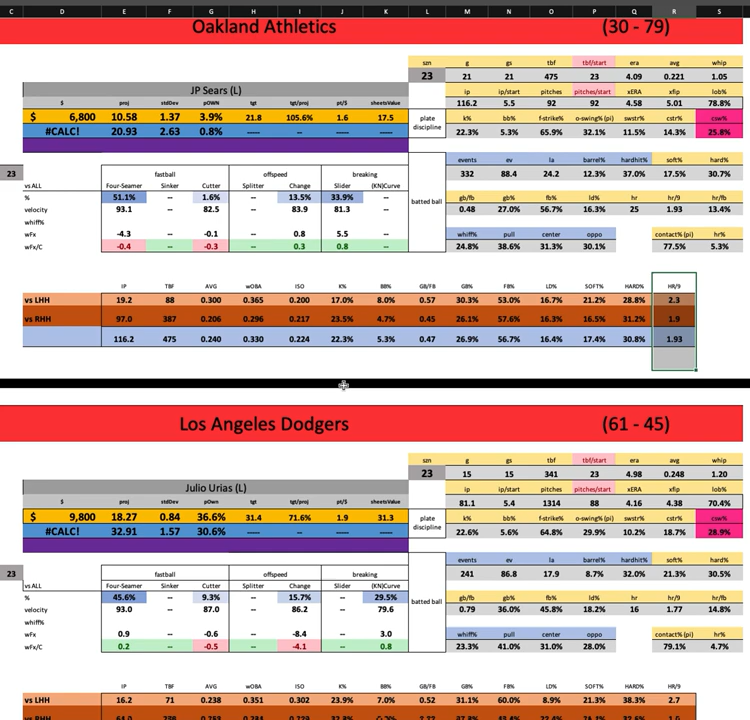 C D E F G H I J K L M N O P Q R S
Oakland Athletics (30 - 79)
szn g gs tbf tbf/start era avg whip
23 21 21 475 23 4.09 0.221 1.05
JP Sears (L) ip ip/start pitches pitches/start xERA xfip lob%
$ proj stdDev pOWN tgt tgt/proj pt/$ sheetsValue 116.2 5.5 92 92 4.58 5.01 78.8%
$ 6,800 10.58 1.37 3.9% 21.8 105.6% 1.6 17.5 plate discipline k% bb% f-strike% o-swing% (pi) swstr% cstr% csw%
#CALC! 20.93 2.63 0.8% ---- -- ---- 22.3% 5.3% 65.9% 32.1% 11.5% 14.3% 25.8%
events ev la barrel% hardhit% soft% hard%
23 fastball offspeed breaking 332 88.4 24.2 12.3% 37.0% 17.5% 30.7%
vs ALL Four-Seamer Sinker Cutter Splitter Change Slider (KN)Curve
% 51.1% -- 1.6% -- 13.5% 33.9% -- batted ball gb/fb gb% fb% ld% hr hr/9 hr/fb
velocity 93.1 -- 82.5 -- 83.9 81.3 -- 0.48 27.0% 56.7% 16.3% 25 1.93 13.4%
whiff%
wFx -4.3 -- -0.1 -- 0.8 5.5 -- whiff% pull center oppo contact% (pi) hr%
wFx/C -0.4 -- -0.3 -- 0.3 0.8 -- 24.8% 38.6% 31.3% 30.1% 77.5% 5.3%
IP TBF AVG wOBA ISO K% BB% GB/FB GB% FB% LD% SOFT% HARD% HR/9
vs LHH 19.2 88 0.300 0.365 0.200 17.0% 8.0% 0.57 30.3% 53.0% 16.7% 21.2% 28.8% 2.3
vs RHH 97.0 387 0.206 0.296 0.217 23.5% 4.7% 0.45 26.1% 57.6% 16.3% 16.5% 31.2% 1.9
116.2 475 0.240 0.330 0.224 22.3% 5.3% 0.47 26.9% 56.7% 16.4% 17.4% 30.8% 1.93
Los Angeles Dodgers (61 - 45)
szn g gs tbf tbf/start era avg whip
23 15 15 341 23 4.98 0.248 1.20
Julio Urias (L) ip ip/start pitches pitches/start xERA xfip lob%
$ proj stdDev pOwn tgt tgt/proj pt/$ sheetsValue 81.1 5.4 1314 88 4.16 4.38 70.4%
$ 9,800 18.27 0.84 36.6% 31.4 71.6% 1.9 31.3 plate discipline k% bb% f-strike% o-swing% (pi) swstr% cstr% csw%
#CALC! 32.91 1.57 30.6% ---- -- ---- 22.6% 5.6% 64.8% 29.9% 10.2% 18.7% 28.9%
events ev la barrel% hardhit% soft% hard%
23 fastball offspeed breaking 241 86.8 17.9 8.7% 32.0% 21.3% 30.5%
vs ALL Four-Seamer Sinker Cutter Splitter Change Slider (KN)Curve
% 45.6% -- 9.3% -- 15.7% -- 29.5% batted ball gb/fb gb% fb% ld% hr hr/9 hr/fb
velocity 93.0 -- 87.0 -- 86.2 -- 79.6 0.79 36.0% 45.8% 18.2% 16 1.77 14.8%
whiff%
wFx 0.9 -- -0.6 -- -8.4 -- 3.0 whiff% pull center oppo contact% (pi) hr%
wFx/C 0.2 -- -0.5 -- -4.1 -- 0.8 23.3% 41.0% 31.0% 28.0% 79.1% 4.7%
IP TBF AVG wOBA ISO K% BB% GB/FB GB% FB% LD% SOFT% HARD% HR/9
vs LHH 16.2 71 0.238 0.351 0.302 23.9% 7.0% 0.52 31.1% 60.0% 8.9% 21.3% 38.3% 2.7
vs RHH